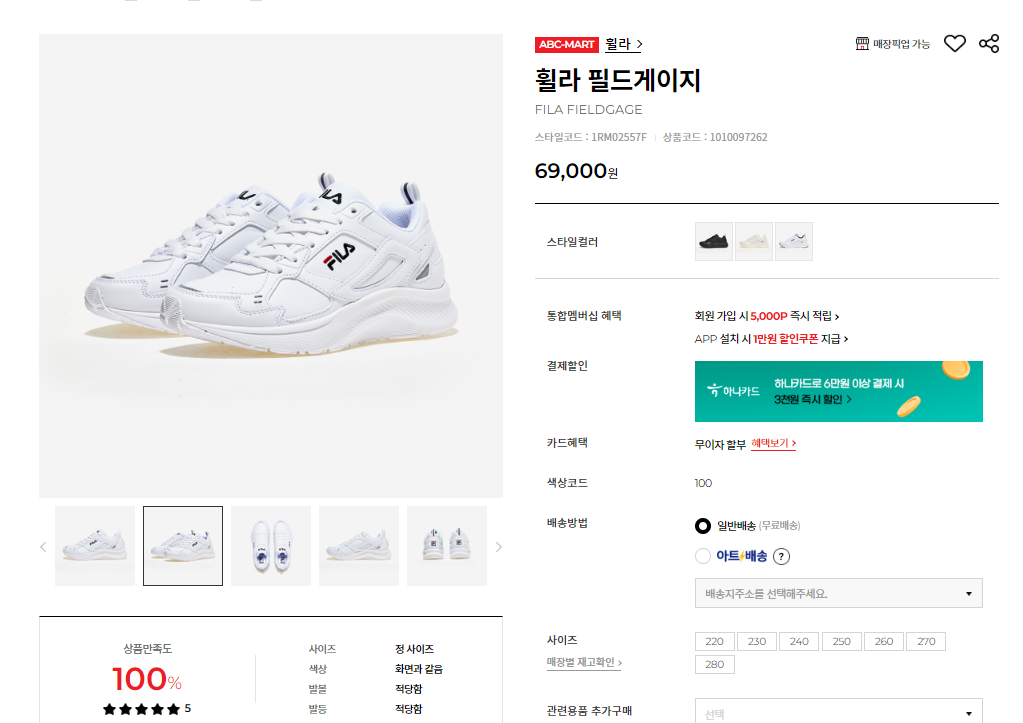 ABC-MART 휠라 >
매장픽업 가능
휠라 필드게이지
FILA FIELDGAGE
스타일코드 : 1RM02557F | 상품코드 : 1010097262
69,000원
스타일컬러
통합멤버십 혜택
회원 가입 시 5,000P 즉시 적립 >
APP 설치 시 1만원 할인쿠폰 지급 >
결제할인
하나카드
하나카드로 6만원 이상 결제 시
3천원 즉시 할인 >
카드혜택
무이자 할부 혜택보기 >
색상코드
100
배송방법
일반배송 (무료배송)
아트배송 ?
배송지주소를 선택해주세요.
사이즈
매장별 재고확인 >
220 230 240 250 260 270
280
관련용품 추가구매
선택
FILA
상품만족도
100%
5
사이즈 정 사이즈
색상 화면과 같음
발볼 적당함
발등 적당함